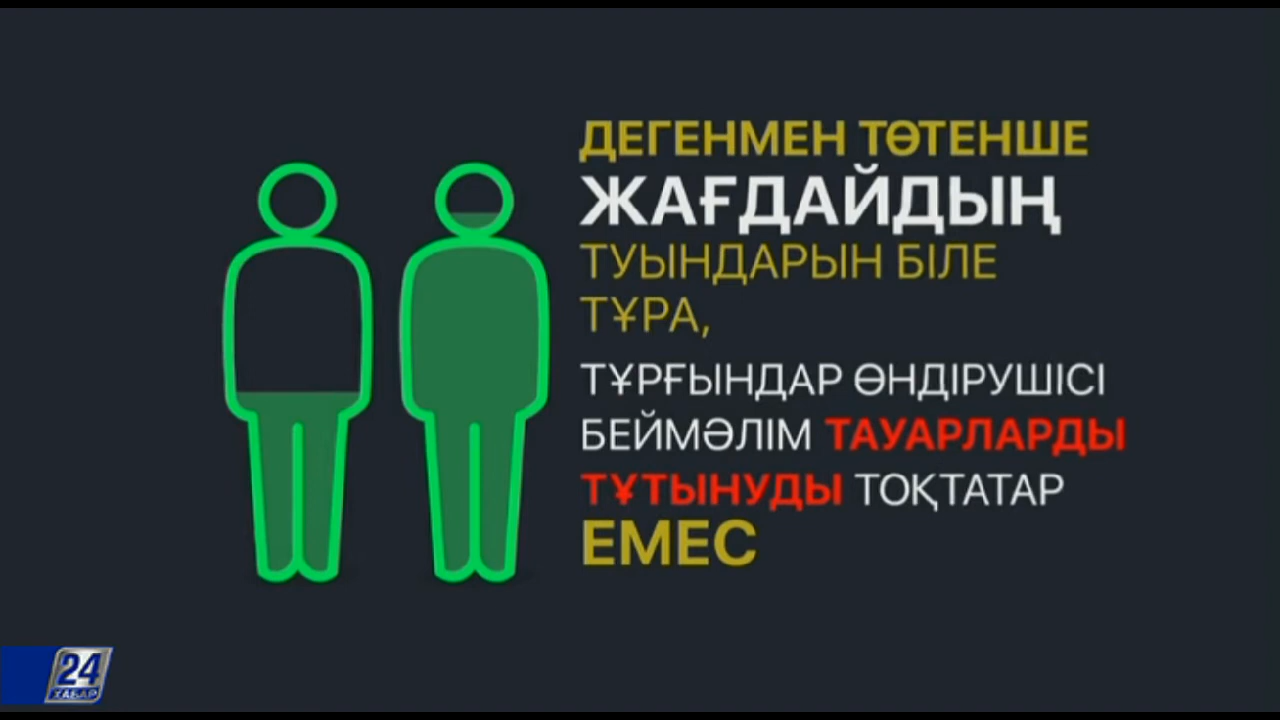 ДЕГЕНМЕН ТӨТЕНШЕ
ЖАҒДАЙДЫҢ
ТУЫНДАРЫН БІЛЕ
ТҰРА,
ТҰРҒЫНДАР ӨНДІРУШІСІ
БЕЙМӘЛІМ ТАУАРЛАРДЫ
ТҰТЫНУДЫ ТОҚТАТАР
ЕМЕС
24
ХАБАР